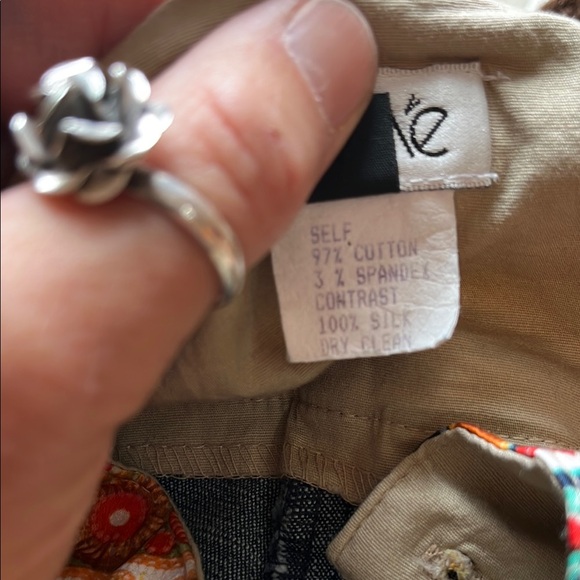 é
SELF
97% COTTON
3 % SPANDEX
CONTRAST
100% SILK
DRY CLEAN